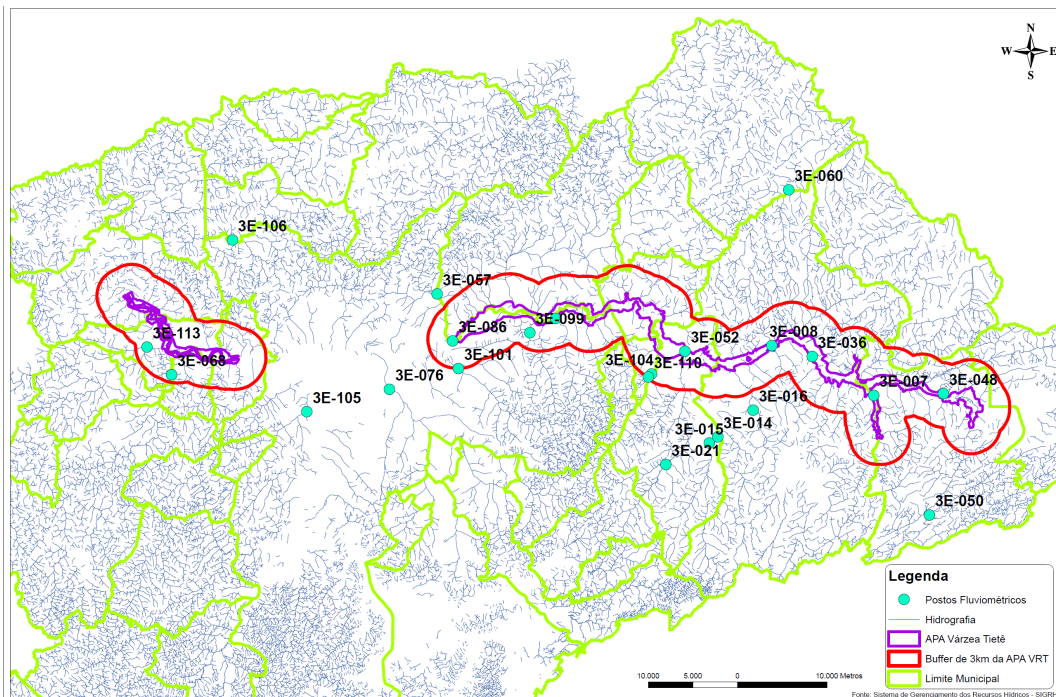 N
W E
S
3E-060
3E-106
3E-057
3E-113
3E-086
3E-099
3E-052
3E-008
3E-036
3E-068
3E-101
3E-104
3E-110
3E-076
3E-007
3E-048
3E-105
3E-016
3E-015
3E-014
3E-021
3E-050
Legenda
Postos Fluviométricos
Hidrografia
APA Várzea Tietê
Buffer de 3km da APA VRT
Limite Municipal
10.000 5.000 0 10.000 Metros
Fonte: Sistema de Gerenciamento dos Recursos Hídricos - SIGRH